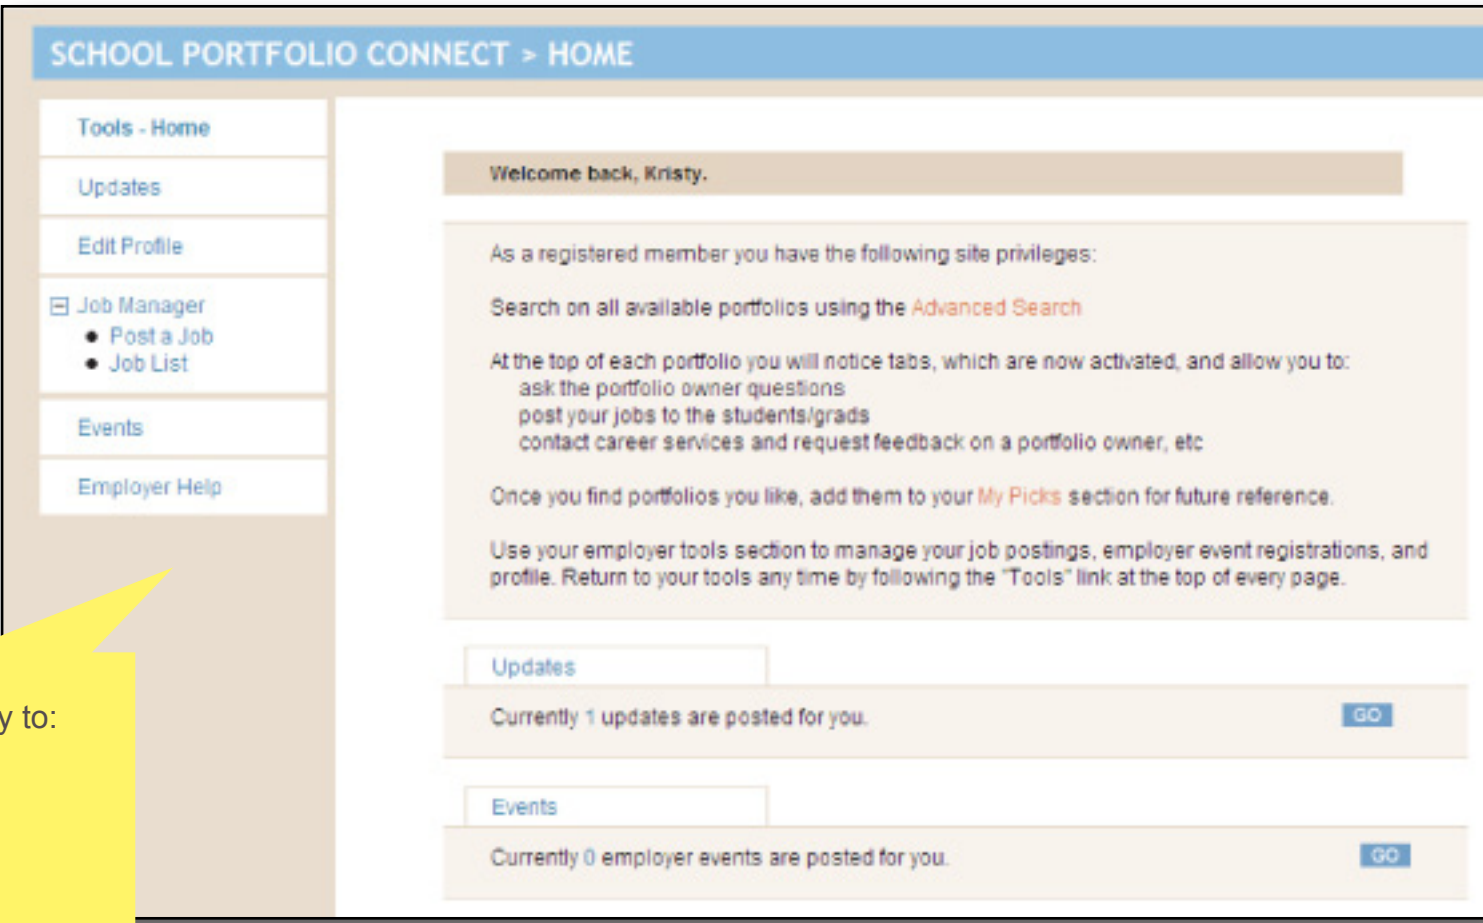 SCHOOL PORTFOLIO CONNECT > HOME
Tools - Home
Updates
Edit Profile
Job Manager
Post a Job
Job List
Events
Employer Help
Welcome back, Kristy.
As a registered member you have the following site privileges:
Search on all available portfolios using the Advanced Search
At the top of each portfolio you will notice tabs, which are now activated, and allow you to:
ask the portfolio owner questions
post your jobs to the students/grads
contact career services and request feedback on a portfolio owner, etc
Once you find portfolios you like, add them to your My Picks section for future reference.
Use your employer tools section to manage your job postings, employer event registrations, and
profile. Return to your tools any time by following the "Tools" link at the top of every page.
Updates
Currently 1 updates are posted for you.
GO
Events
Currently 0 employer events are posted for you.
GO
y to: